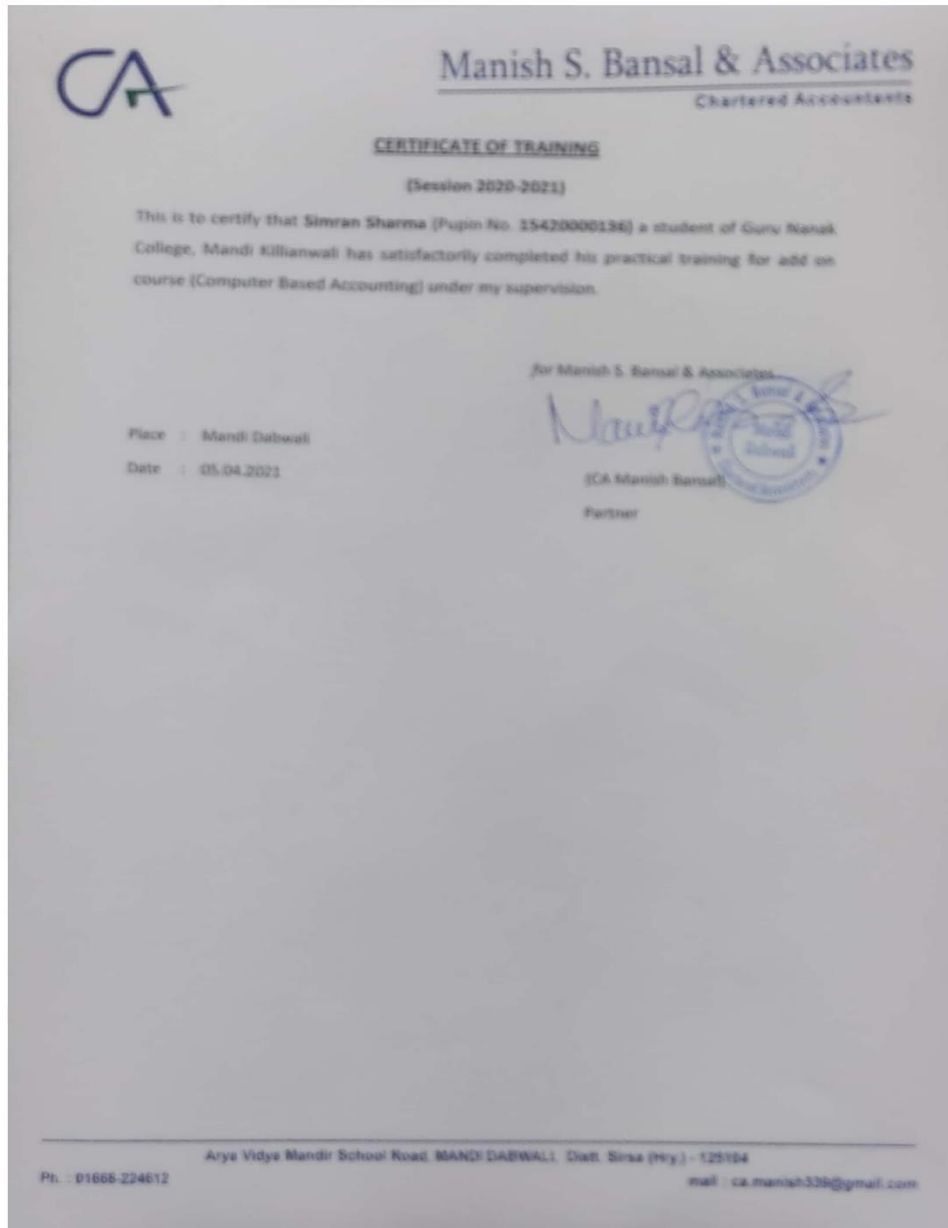 CA
Manish S. Bansal & Associates
Chartered Accountants
CERTIFICATE OF TRAINING
(Session 2020-2021)
This is to certify that Simran Sharma (Pupin No. 15420000136) a student of Guru Nanak
College, Mandi Killianwali has satisfactorily completed his practical training for add on
course (Computer Based Accounting) under my supervision.
for Manish S. Bansal & Associates
Place : Mandi Dabwali
Date : 05.04.2021
(CA Manish Bansal)
Partner
Arya Vidya Mandir School Road, MANDI DABWALI, Distt. Sirsa (Hry.) - 125104
Ph. : 01668-224612
mail : ca.manish339@gmail.com